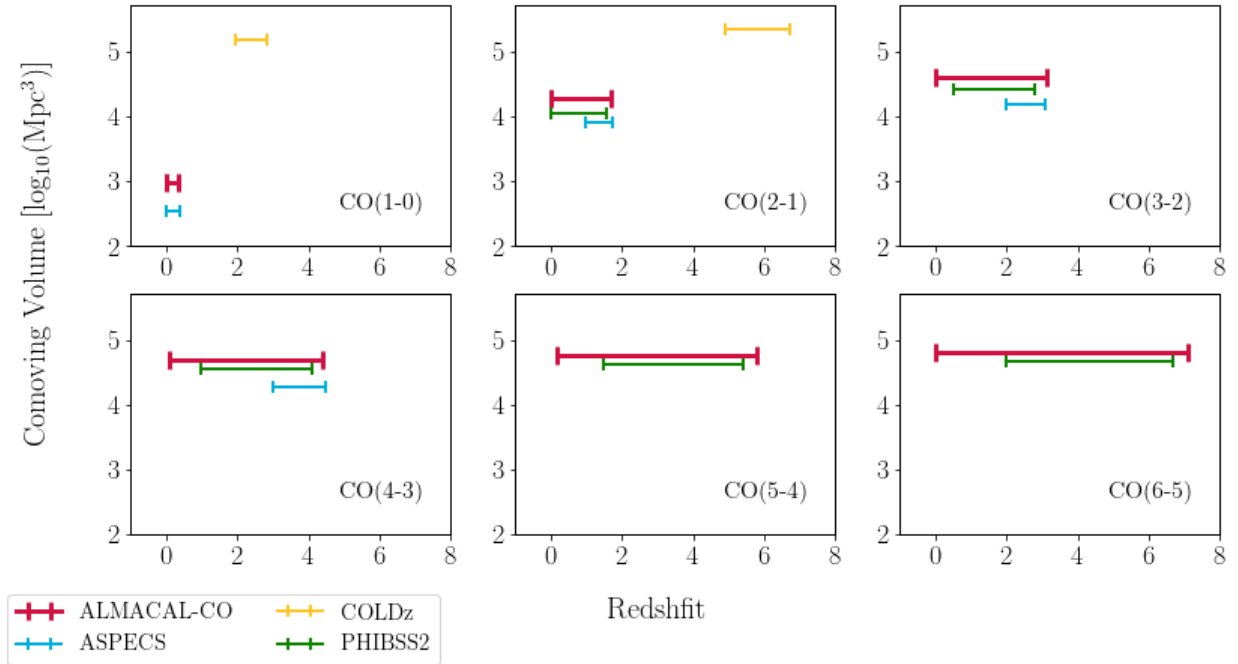 Comoving Volume [log10(Mpc3)]
5
4
3
2
0 2 4 6 8
CO(1-0)
0 2 4 6 8
CO(2-1)
0 2 4 6 8
CO(3-2)
5
4
3
2
0 2 4 6 8
CO(4-3)
5
4
3
2
0 2 4 6 8
CO(5-4)
5
4
3
2
0 2 4 6 8
CO(6-5)
5
4
3
2
5
4
3
2
Redshfit
ALMACAL-CO
COLDz
ASPECS
PHIBSS2